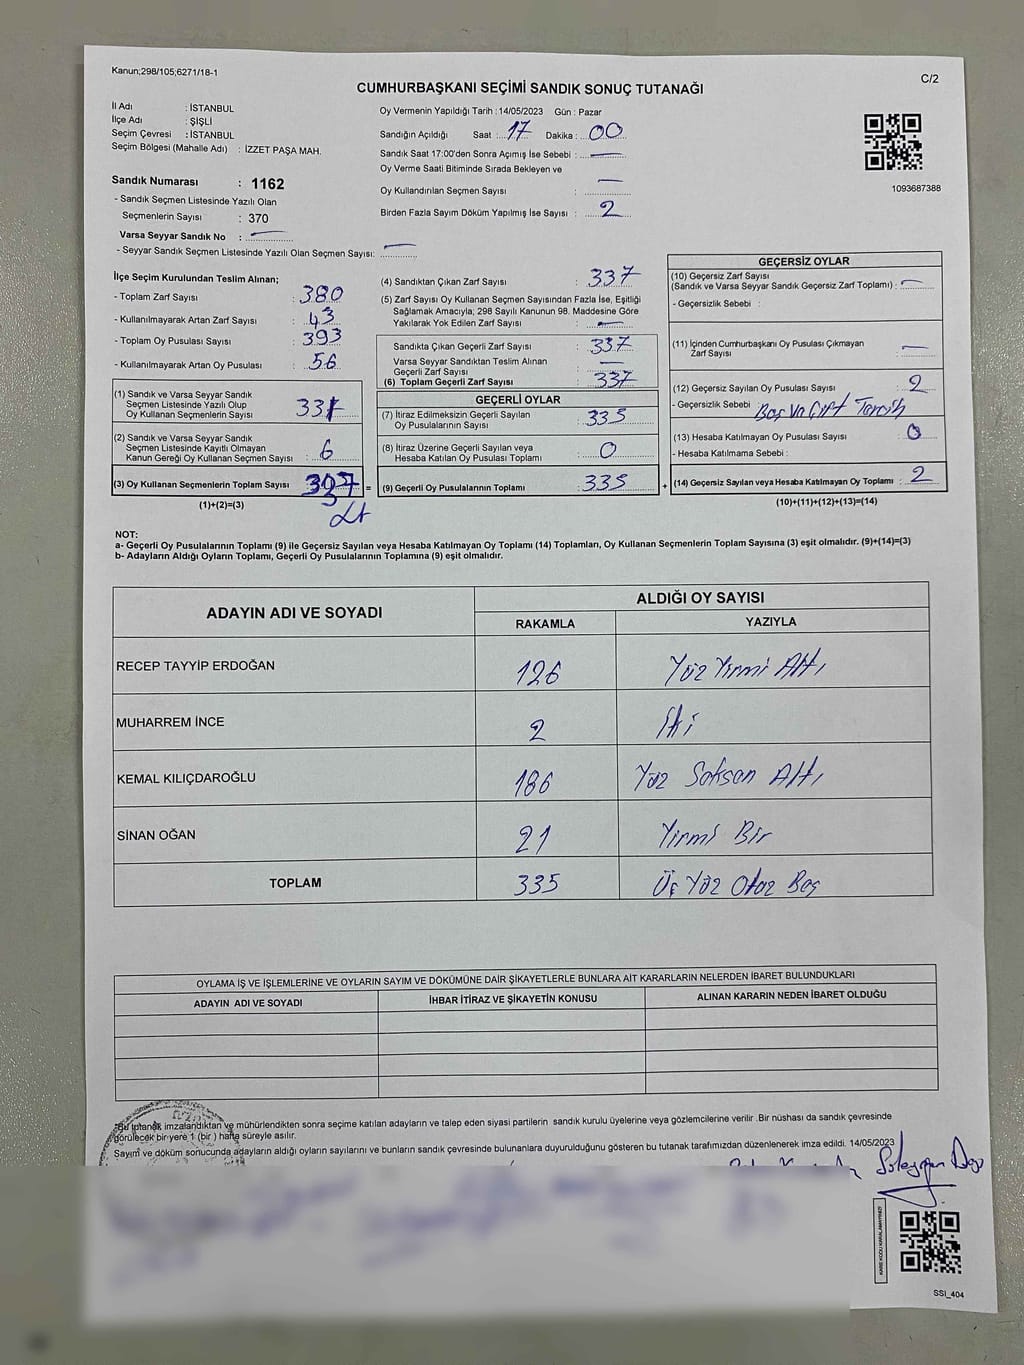 Kanun;298/105;6271/18-1
C/2
CUMHURBAŞKANI SEÇİMİ SANDIK SONUÇ TUTANAĞI
İl Adı : İSTANBUL
İlçe Adı : ŞİŞLİ
Seçim Çevresi : İSTANBUL
Seçim Bölgesi (Mahalle Adı) : İZZET PAŞA MAH.
Sandık Numarası : 1162
- Sandık Seçmen Listesinde Yazılı Olan
Seçmenlerin Sayısı : 370
Varsa Seyyar Sandık No : —
- Seyyar Sandık Seçmen Listesinde Yazılı Olan Seçmen Sayısı: —
Oy Vermenin Yapıldığı Tarih : 14/05/2023 Gün : Pazar
Sandığın Açıldığı Saat : 17 Dakika : 00
Sandık Saat 17:00'den Sonra Açımış İse Sebebi : —
Oy Verme Saati Bitiminde Sırada Bekleyen ve
Oy Kullandırılan Seçmen Sayısı : —
Birden Fazla Sayım Döküm Yapılmış İse Sayısı : 2
1093687388
İlçe Seçim Kurulundan Teslim Alınan;
- Toplam Zarf Sayısı : 380
- Kullanılmayarak Artan Zarf Sayısı : 43
- Toplam Oy Pusulası Sayısı : 393
- Kullanılmayarak Artan Oy Pusulası : 56
(1) Sandık ve Varsa Seyyar Sandık
Seçmen Listesinde Yazılı Olup
Oy Kullanan Seçmenlerin Sayısı : 331
(2) Sandık ve Varsa Seyyar Sandık
Seçmen Listesinde Kayıtlı Olmayan
Kanun Gereği Oy Kullanan Seçmen Sayısı : 6
(3) Oy Kullanan Seçmenlerin Toplam Sayısı : 337
(1)+(2)=(3)
(4) Sandıktan Çıkan Zarf Sayısı : 337
(5) Zarf Sayısı Oy Kullanan Seçmen Sayısından Fazla İse, Eşitliği
Sağlamak Amacıyla; 298 Sayılı Kanunun 98. Maddesine Göre
Yakılarak Yok Edilen Zarf Sayısı : —
Sandıkta Çıkan Geçerli Zarf Sayısı : 337
Varsa Seyyar Sandıktan Teslim Alınan
Geçerli Zarf Sayısı : —
(6) Toplam Geçerli Zarf Sayısı : 337
GEÇERLİ OYLAR
(7) İtiraz Edilmeksizin Geçerli Sayılan
Oy Pusulalarının Sayısı : 335
(8) İtiraz Üzerine Geçerli Sayılan veya
Hesaba Katılan Oy Pusulası Toplamı : 0
= (9) Geçerli Oy Pusulalarının Toplamı : 335
GEÇERSİZ OYLAR
(10) Geçersiz Zarf Sayısı
(Sandık ve Varsa Seyyar Sandık Geçersiz Zarf Toplamı) : —
- Geçersizlik Sebebi :
(11) İçinden Cumhurbaşkanı Oy Pusulası Çıkmayan
Zarf Sayısı : —
(12) Geçersiz Sayılan Oy Pusulası Sayısı : 2
- Geçersizlik Sebebi Boş ve Çift Tercih
(13) Hesaba Katılmayan Oy Pusulası Sayısı : 0
- Hesaba Katılmama Sebebi :
+ (14) Geçersiz Sayılan veya Hesaba Katılmayan Oy Toplamı : 2
(10)+(11)+(12)+(13)=(14)
NOT:
a- Geçerli Oy Pusulalarının Toplamı (9) ile Geçersiz Sayılan veya Hesaba Katılmayan Oy Toplamı (14) Toplamları, Oy Kullanan Seçmenlerin Toplam Sayısına (3) eşit olmalıdır. (9)+(14)=(3)
b- Adayların Aldığı Oyların Toplamı, Geçerli Oy Pusulalarının Toplamına (9) eşit olmalıdır.
ADAYIN ADI VE SOYADI
ALDIĞI OY SAYISI
RAKAMLA YAZIYLA
RECEP TAYYİP ERDOĞAN 126 Yüz Yirmi Altı
MUHARREM İNCE 2 İki
KEMAL KILIÇDAROĞLU 186 Yüz Seksen Altı
SİNAN OĞAN 21 Yirmi Bir
TOPLAM 335 Üç Yüz Otuz Beş
OYLAMA İŞ VE İŞLEMLERİNE VE OYLARIN SAYIM VE DÖKÜMÜNE DAİR ŞİKAYETLERLE BUNLARA AİT KARARLARIN NELERDEN İBARET BULUNDUKLARI
ADAYIN ADI VE SOYADI İHBAR İTİRAZ VE ŞİKAYETİN KONUSU ALINAN KARARIN NEDEN İBARET OLDUĞU
Bu tutanak imzalandıktan ve mühürlendikten sonra seçime katılan adayların ve talep eden siyasi partilerin sandık kurulu üyelerine veya gözlemcilerine verilir .Bir nüshası da sandık çevresinde
görülecek bir yere 1 (bir ) hafta süreyle asılır.
Sayım ve döküm sonucunda adayların aldığı oyların sayılarını ve bunların sandık çevresinde bulunanlara duyurulduğunu gösteren bu tutanak tarafımızdan düzenlenerek imza edildi. 14/05/2023
KARE KODU KARALAMAYINIZ!
SSI_404